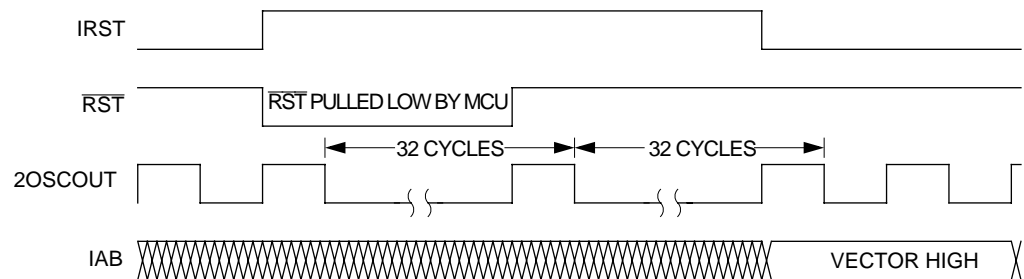 IRST
RST
RST PULLED LOW BY MCU
32 CYCLES
32 CYCLES
2OSCOUT
IAB
VECTOR HIGH